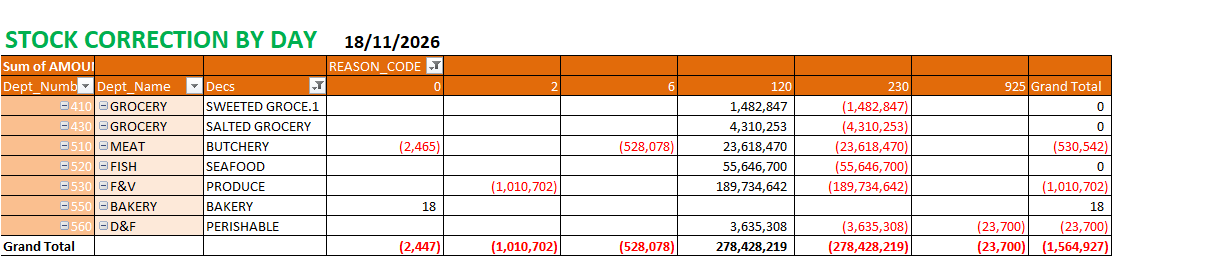 STOCK CORRECTION BY DAY 18/11/2026
Sum of AMOU REASON_CODE
Dept_Numb Dept_Name Decs 0 2 6 120 230 925 Grand Total
410 GROCERY SWEETED GROCE.1 1,482,847 (1,482,847) 0
430 GROCERY SALTED GROCERY 4,310,253 (4,310,253) 0
510 MEAT BUTCHERY (2,465) (528,078) 23,618,470 (23,618,470) (530,542)
520 FISH SEAFOOD 55,646,700 (55,646,700) 0
530 F&V PRODUCE (1,010,702) 189,734,642 (189,734,642) (1,010,702)
550 BAKERY BAKERY 18 18
560 D&F PERISHABLE 3,635,308 (3,635,308) (23,700) (23,700)
Grand Total (2,447) (1,010,702) (528,078) 278,428,219 (278,428,219) (23,700) (1,564,927)